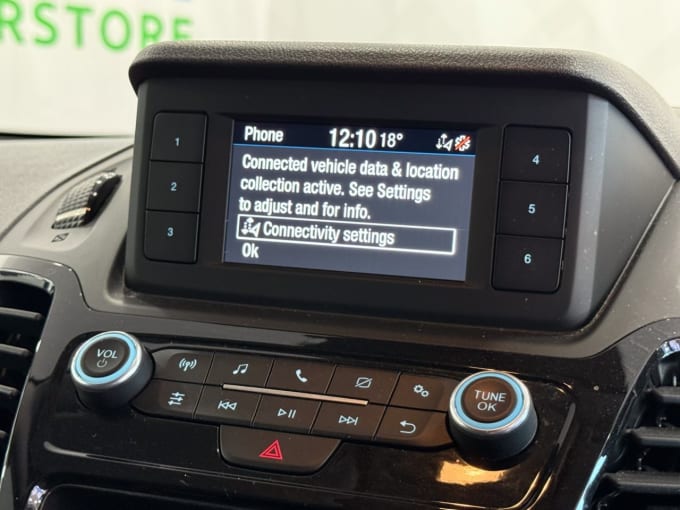 RSTORE
Phone 12:10 18°
Connected vehicle data & location
collection active. See Settings
to adjust and for info.
Connectivity settings
Ok
1
2
3
4
5
6
VOL
TUNE
OK